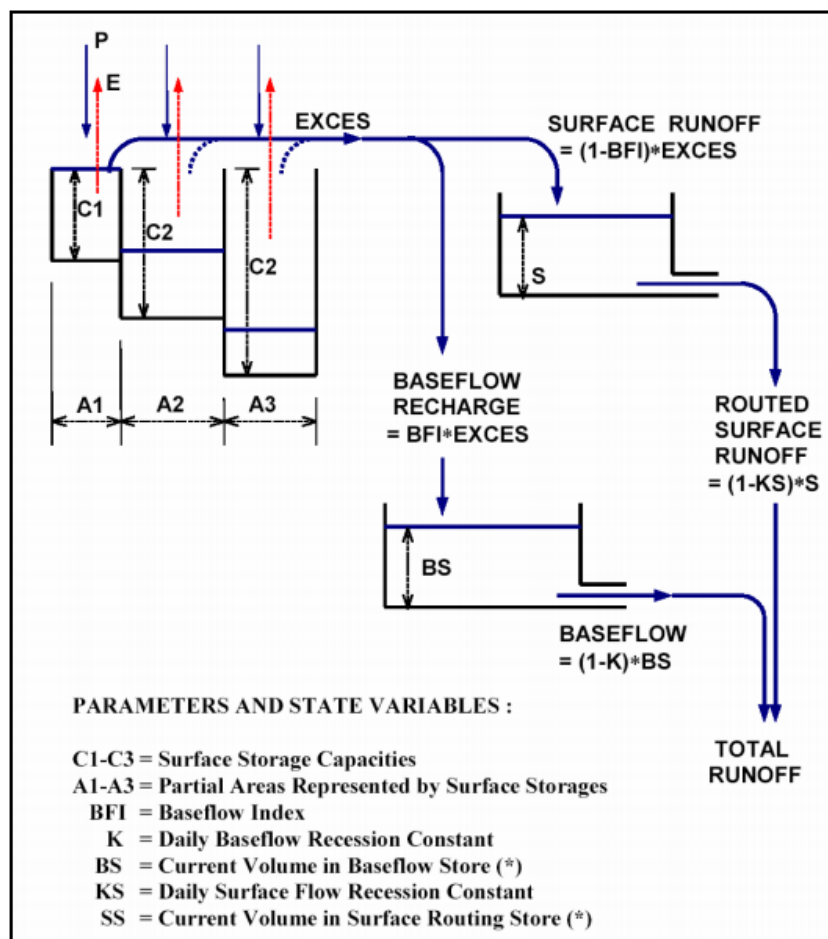 P
E
EXCES
SURFACE RUNOFF
= (1-BFI)*EXCES
C1
C2
C2
S
A1
A2
A3
BASEFLOW
RECHARGE
= BFI*EXCES
ROUTED
SURFACE
RUNOFF
= (1-KS)*S
BS
BASEFLOW
= (1-K)*BS
TOTAL
RUNOFF
PARAMETERS AND STATE VARIABLES :
C1-C3 = Surface Storage Capacities
A1-A3 = Partial Areas Represented by Surface Storages
BFI = Baseflow Index
K = Daily Baseflow Recession Constant
BS = Current Volume in Baseflow Store (*)
KS = Daily Surface Flow Recession Constant
SS = Current Volume in Surface Routing Store (*)